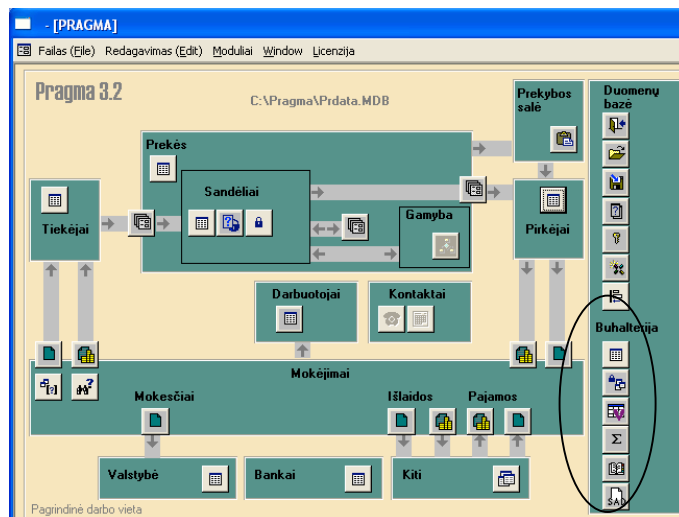 - [PRAGMA]
Failas (File) Redagavimas (Edit) Moduliai Window Licenzija
Pragma 3.2
C:\Pragma\Prdata.MDB
Prekybos
salė
Duomenų
bazė
Prekės
Sandėliai
Tiekėjai
Gamyba
Pirkėjai
Darbuotojai
Kontaktai
Buhalterija
Mokėjimai
Mokesčiai
Išlaidos
Pajamos
Σ
Valstybė
Bankai
Kiti
SAD
Pagrindinė darbo vieta